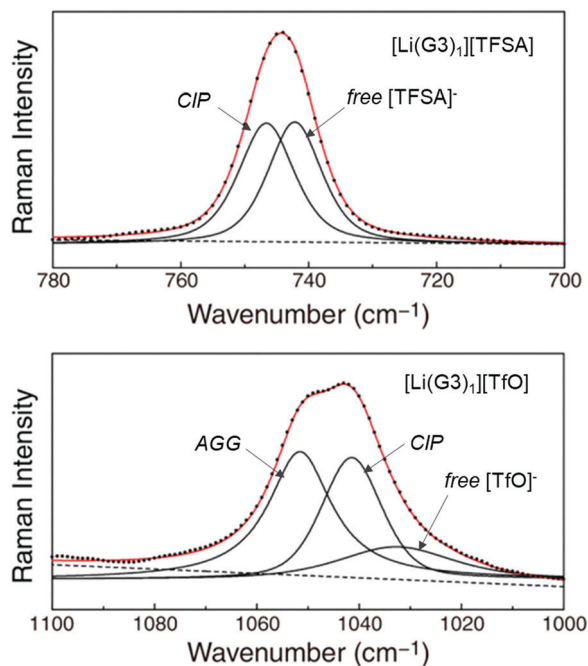 [Li(G3)₁][TFSA]
CIP
free [TFSA]⁻
Raman Intensity
780 760 740 720 700
Wavenumber (cm⁻¹)
[Li(G3)₁][TfO]
AGG
CIP
free [TfO]⁻
Raman Intensity
1100 1080 1060 1040 1020 1000
Wavenumber (cm⁻¹)